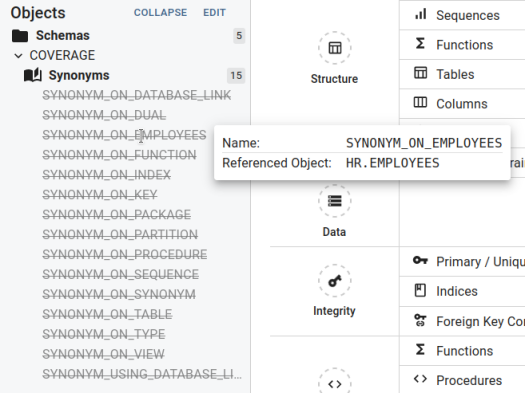 Objects
COLLAPSE
EDIT
Schemas
5
COVERAGE
Synonyms
15
SYNONYM_ON_DATABASE_LINK
SYNONYM_ON_DUAL
SYNONYM_ON_EMPLOYEES
SYNONYM_ON_FUNCTION
SYNONYM_ON_INDEX
SYNONYM_ON_KEY
SYNONYM_ON_PACKAGE
SYNONYM_ON_PARTITION
SYNONYM_ON_PROCEDURE
SYNONYM_ON_SEQUENCE
SYNONYM_ON_SYNONYM
SYNONYM_ON_TABLE
SYNONYM_ON_TYPE
SYNONYM_ON_VIEW
SYNONYM_USING_DATABASE_LI...
Name: SYNONYM_ON_EMPLOYEES
Referenced Object: HR.EMPLOYEES
Structure
Data
Integrity
Sequences
Functions
Tables
Columns
Primary / Uniqu
Indices
Foreign Key Con
Functions
Procedures